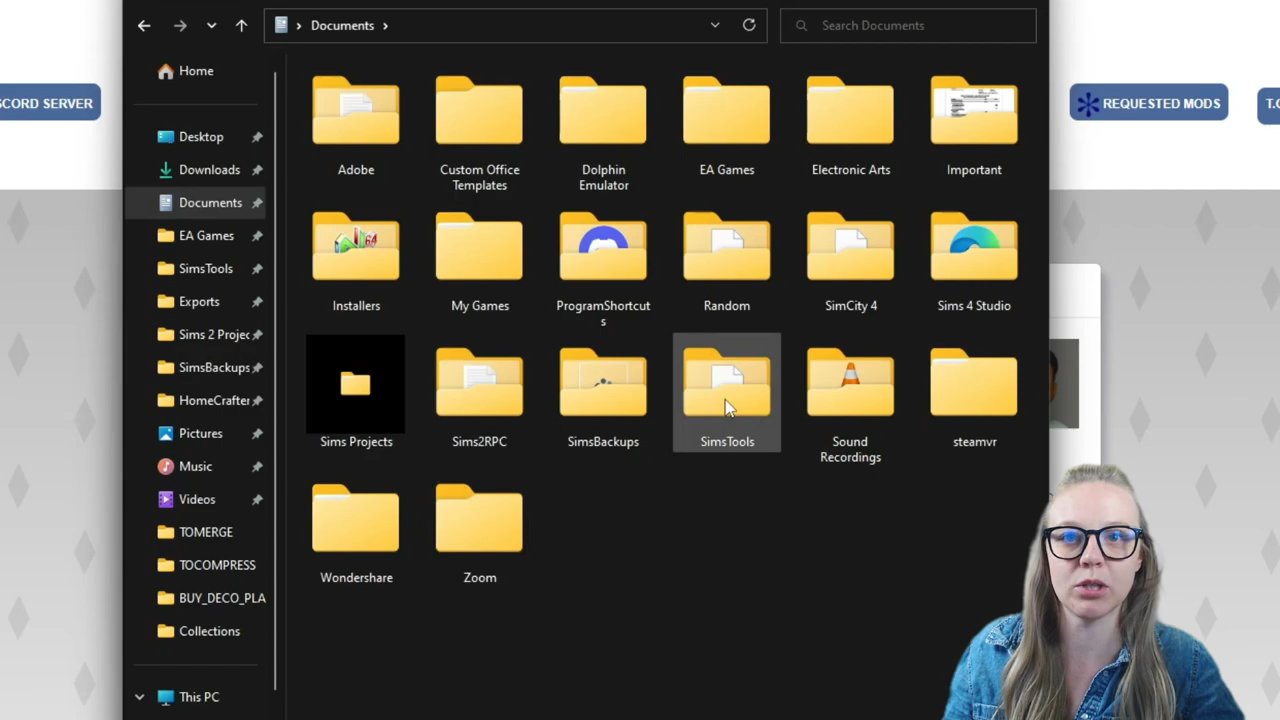 SCORD SERVER
REQUESTED MODS
T.O
Documents
Search Documents
Home
Desktop
Downloads
Documents
EA Games
SimsTools
Exports
Sims 2 Projec
SimsBackups
HomeCrafter
Pictures
Music
Videos
TOMERGE
TOCOMPRESS
BUY_DECO_PLA
Collections
This PC
Adobe
Custom Office
Templates
Dolphin
Emulator
EA Games
Electronic Arts
Important
Installers
64
My Games
ProgramShortcut
s
Random
SimCity 4
Sims 4 Studio
Sims Projects
Sims2RPC
SimsBackups
SimsTools
Sound
Recordings
steamvr
Wondershare
Zoom